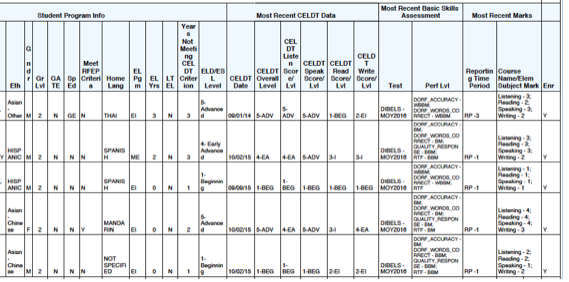 Student Program Info
Most Recent CELDT Data
Most Recent Basic Skills Assessment
Most Recent Marks
Eth
G n d r
Gr Lvl
GA TE
Sp Ed
Meet RFEP Criteri a
Home Lang
EL Pg m
EL Yrs
LT EL
Year s Not Meeti ng CEL DT Criter ion
ELD/ES L Level
CELDT Date
CELDT Overall Level
CEL DT Liste n Scor e/ Lvl
CELDT Speak Score/ Lvl
CELDT Read Score/ Lvl
CELD T Write Score/ Lvl
Test
Perf Lvl
Reportin g Time Period
Course Name/Elem Subject Mark
Enr
Asian - Other M 2 N GE N THAI EI 3 N 3 5- Advance d 09/01/14 5-ADV 5- ADV 5-ADV 1-BEG 2-EI DIBELS - MOY2016 DORF_ACCURACY - WBBM; DORF_WORDS_CO RRECT - WBBM RP -3 Listening - 3; Reading - 2; Speaking - 3; Writing - 2
Y HISP ANIC M 2 N N N SPANIS H ME 3 N 3 4- Early Advance d 10/02/15 4-EA 4-EA 5-ADV 3-I 3-I DIBELS - MOY2016 DORF_ACCURACY - BM; DORF_WORDS_CO RRECT - BM; QUALITY_RESPON SE - BBM; RTF - BBM RP -1 Listening - 3; Reading - 2; Speaking - 3; Writing - 2 Y
HISP ANIC M 2 N N N SPANIS H EI 0 N 1 1- Beginnin g 09/09/15 1-BEG 1- BEG 1-BEG 1-BEG 1-BEG DIBELS - MOY2016 DORF_ACCURACY - WBBM; DORF_WORDS_CO RRECT - WBBM; RTF RP -1 Listening - 1; Reading - 1; Speaking - 1; Writing - 1 Y
Asian - Chine se F 2 N N Y MANDA RIN EI 0 N 2 5- Advance d 10/02/15 5-ADV 4-EA 5-ADV 3-I 4-EA DIBELS - MOY2016 DORF_ACCURACY - BM; DORF_WORDS_CO RRECT - BM; QUALITY_RESPON SE - BBM; RTF - BM RP -1 Listening - 4; Reading - 4; Speaking - 4; Writing - 3 Y
Asian - Chine se M 2 N N N NOT SPECIFI ED EI 0 N 1 1- Beginnin g 10/02/15 1-BEG 1- BEG 1-BEG 2-EI 2-EI DIBELS - MOY2016 DORF_ACCURACY - BM; DORF_WORDS_CO RRECT - BM; QUALITY_RESPON SE - BBM; RTF - BBM RP -1 Listening - 2; Reading - 2; Speaking - 1; Writing - 2 Y